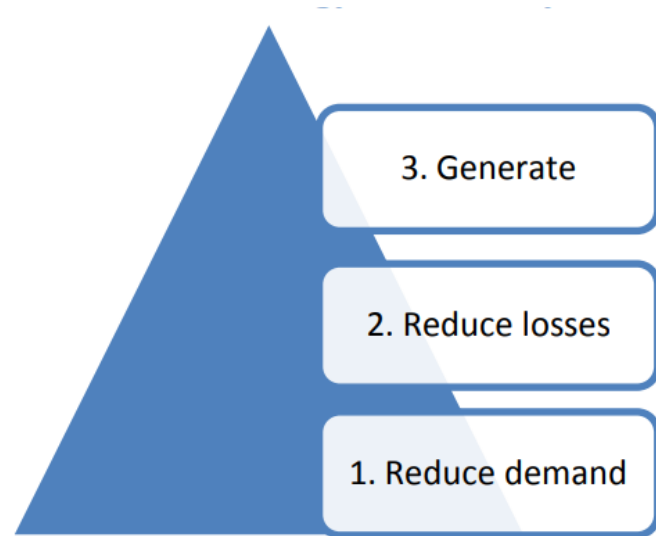 3. Generate
2. Reduce losses
1. Reduce demand